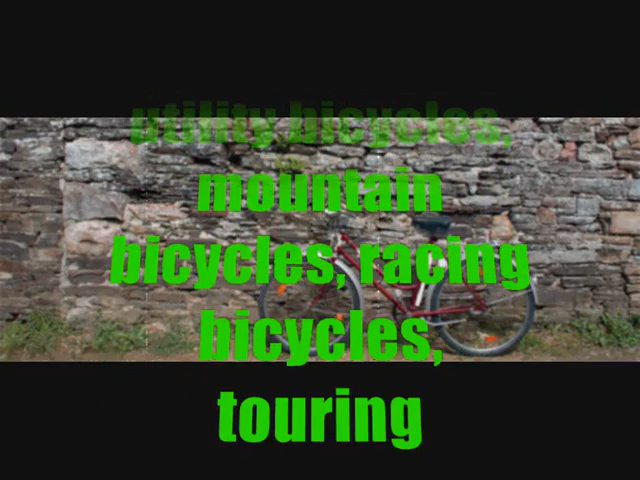 utility bicycles,
mountain
bicycles, racing
bicycles,
touring